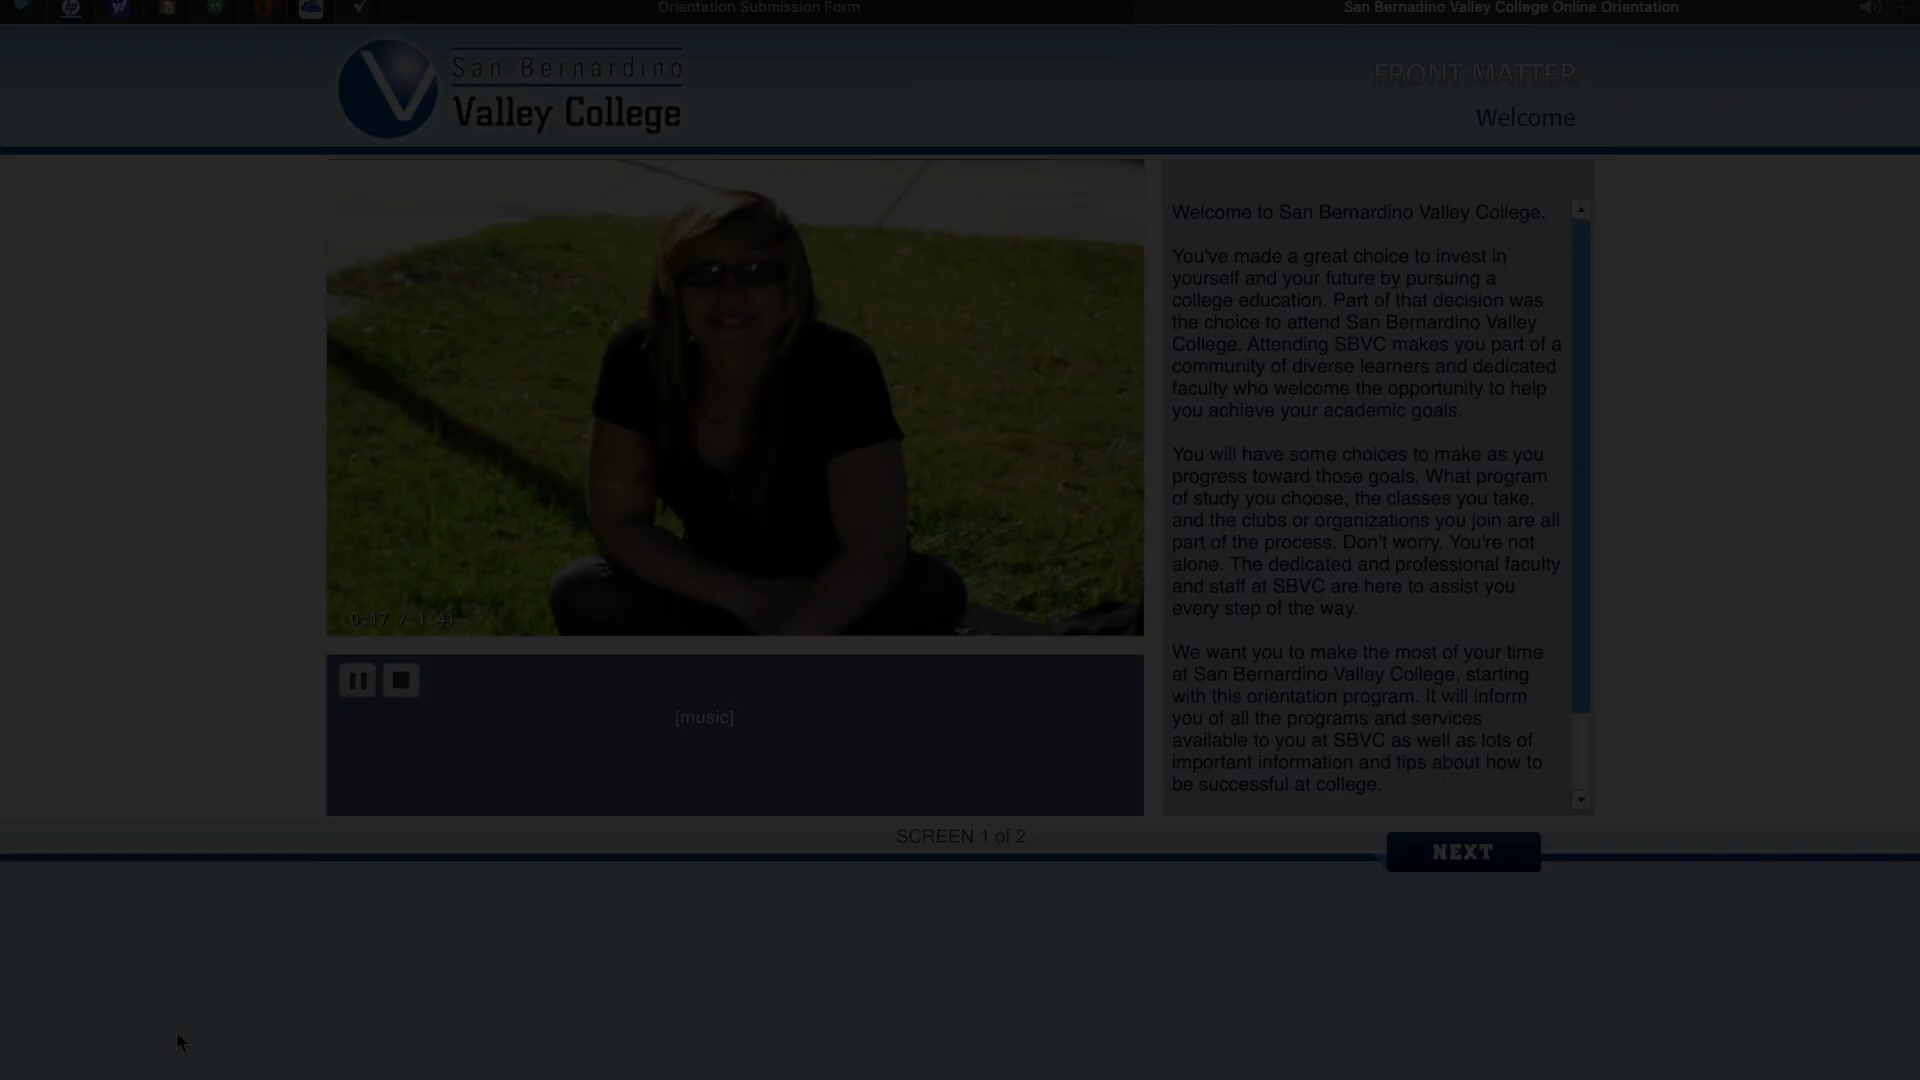 Orientation Submission Form
San Bernadino Valley College Online Orientation
San Bernardino
Valley College
FRONT MATTER
Welcome
0:17 / 1:41
[music]
Welcome to San Bernardino Valley College.
You've made a great choice to invest in
yourself and your future by pursuing a
college education. Part of that decision was
the choice to attend San Bernardino Valley
College. Attending SBVC makes you part of a
community of diverse learners and dedicated
faculty who welcome the opportunity to help
you achieve your academic goals.
You will have some choices to make as you
progress toward those goals. What program
of study you choose, the classes you take,
and the clubs or organizations you join are all
part of the process. Don't worry. You're not
alone. The dedicated and professional faculty
and staff at SBVC are here to assist you
every step of the way.
We want you to make the most of your time
at San Bernardino Valley College, starting
with this orientation program. It will inform
you of all the programs and services
available to you at SBVC as well as lots of
important information and tips about how to
be successful at college.
SCREEN 1 of 2
NEXT